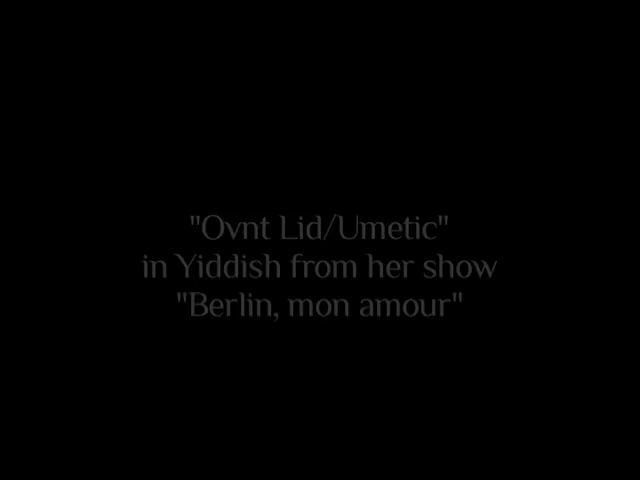 "Ovnt Lid/Umetic"
in Yiddish from her show
"Berlin, mon amour"